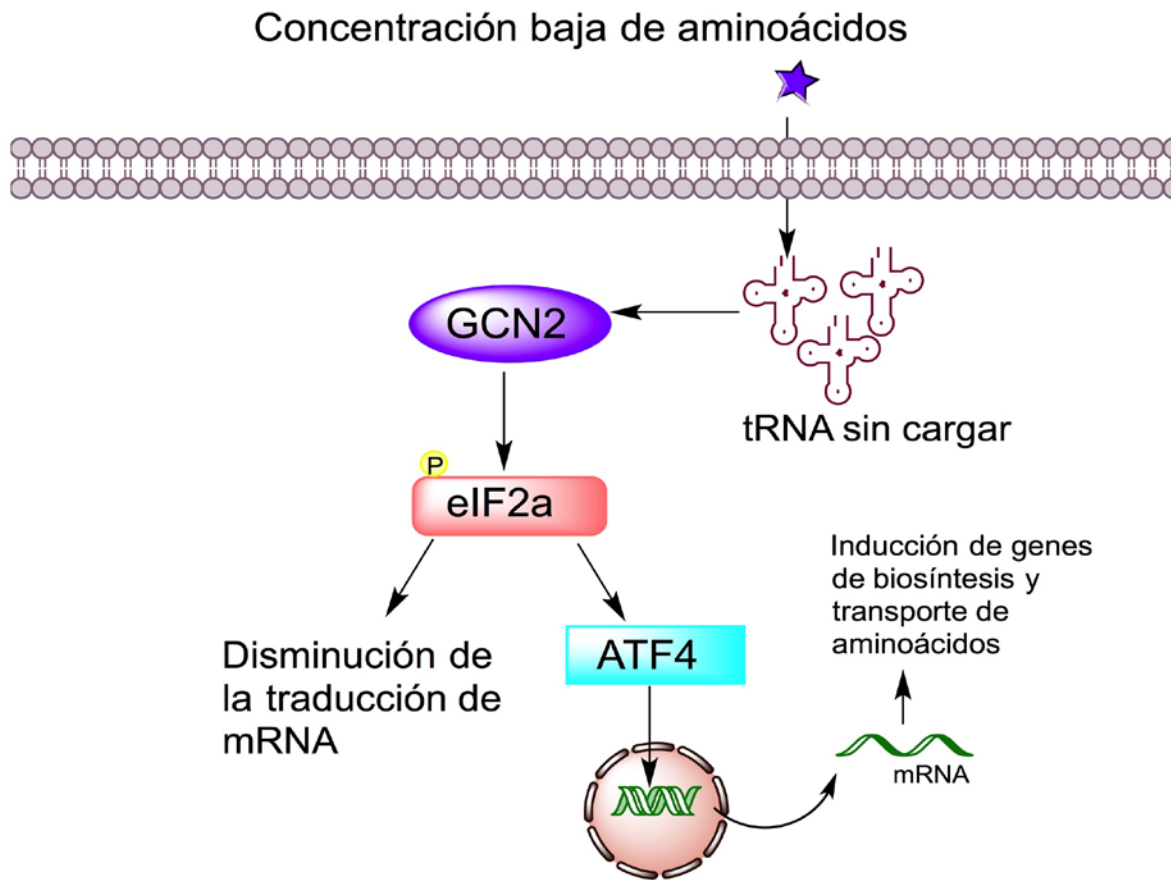 Concentración baja de aminoácidos
GCN2
tRNA sin cargar
P
eIF2a
Inducción de genes
de biosíntesis y
transporte de
aminoácidos
ATF4
Disminución de
la traducción de
mRNA
mRNA